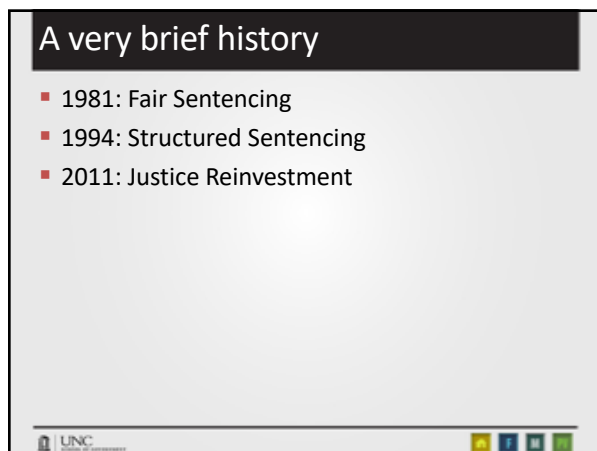 A very brief history
▪ 1981: Fair Sentencing
▪ 1994: Structured Sentencing
▪ 2011: Justice Reinvestment
UNC
F M